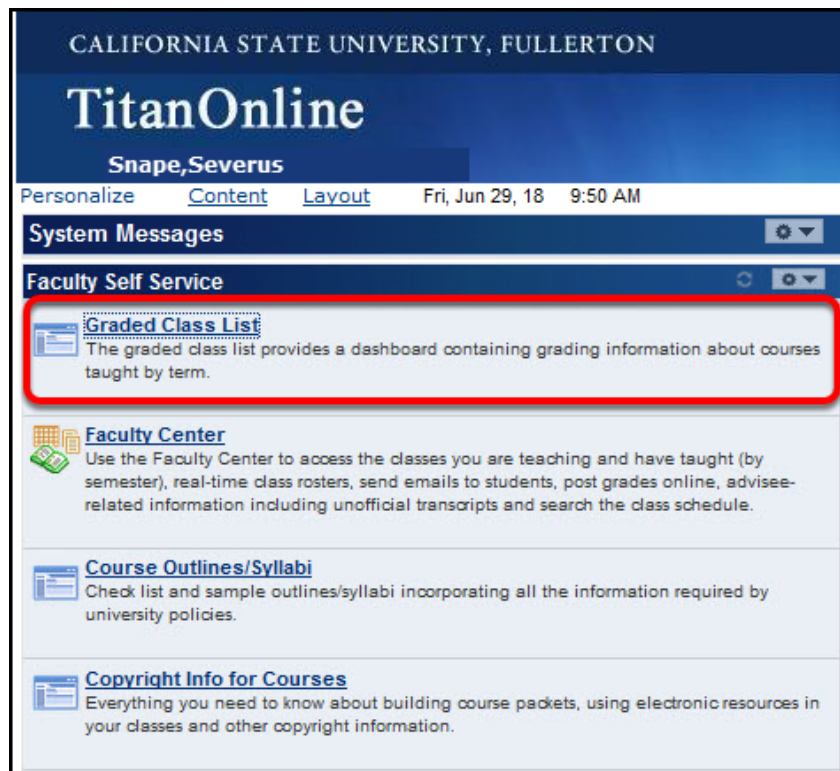 CALIFORNIA STATE UNIVERSITY, FULLERTON
TitanOnline
Snape,Severus
Personalize Content Layout Fri, Jun 29, 18 9:50 AM
System Messages
Faculty Self Service
Graded Class List
The graded class list provides a dashboard containing grading information about courses
taught by term.
Faculty Center
Use the Faculty Center to access the classes you are teaching and have taught (by
semester), real-time class rosters, send emails to students, post grades online, advisee-
related information including unofficial transcripts and search the class schedule.
Course Outlines/Syllabi
Check list and sample outlines/syllabi incorporating all the information required by
university policies.
Copyright Info for Courses
Everything you need to know about building course packets, using electronic resources in
your classes and other copyright information.